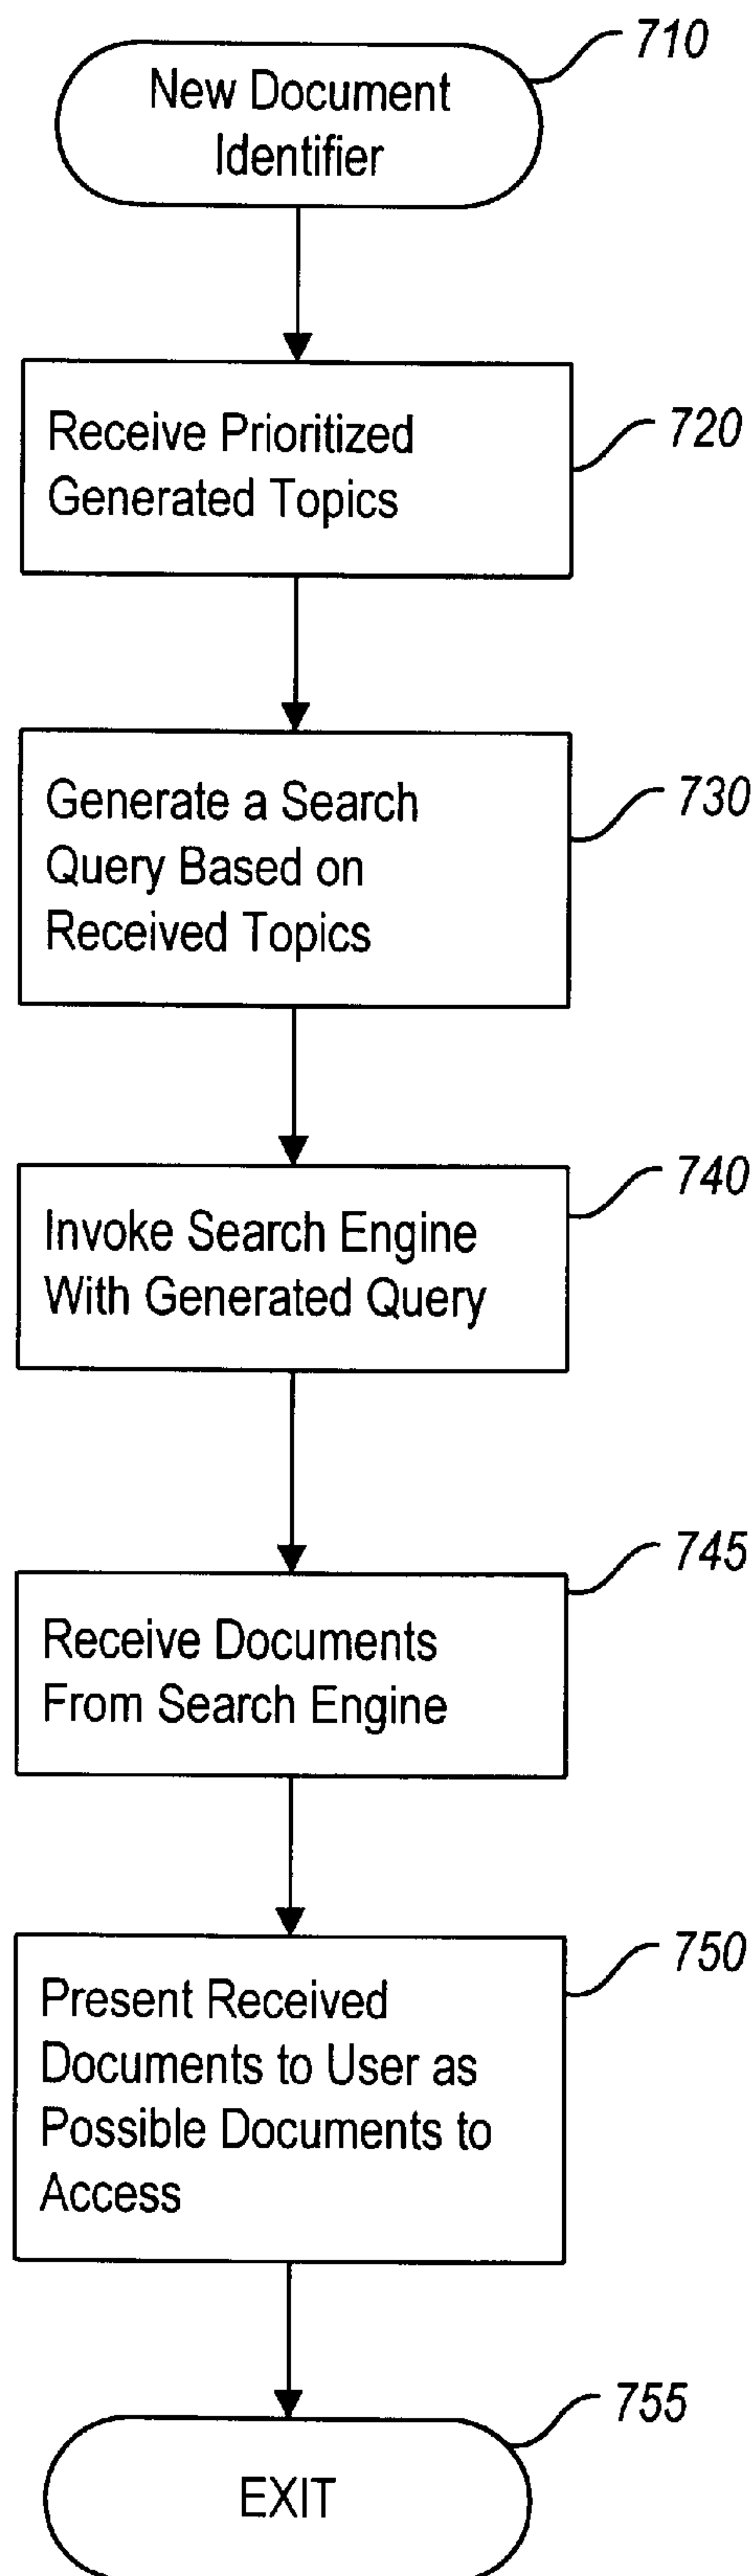 710
New Document
Identifier
720
Receive Prioritized
Generated Topics
730
Generate a Search
Query Based on
Received Topics
740
Invoke Search Engine
With Generated Query
745
Receive Documents
From Search Engine
750
Present Received
Documents to User as
Possible Documents to
Access
755
EXIT